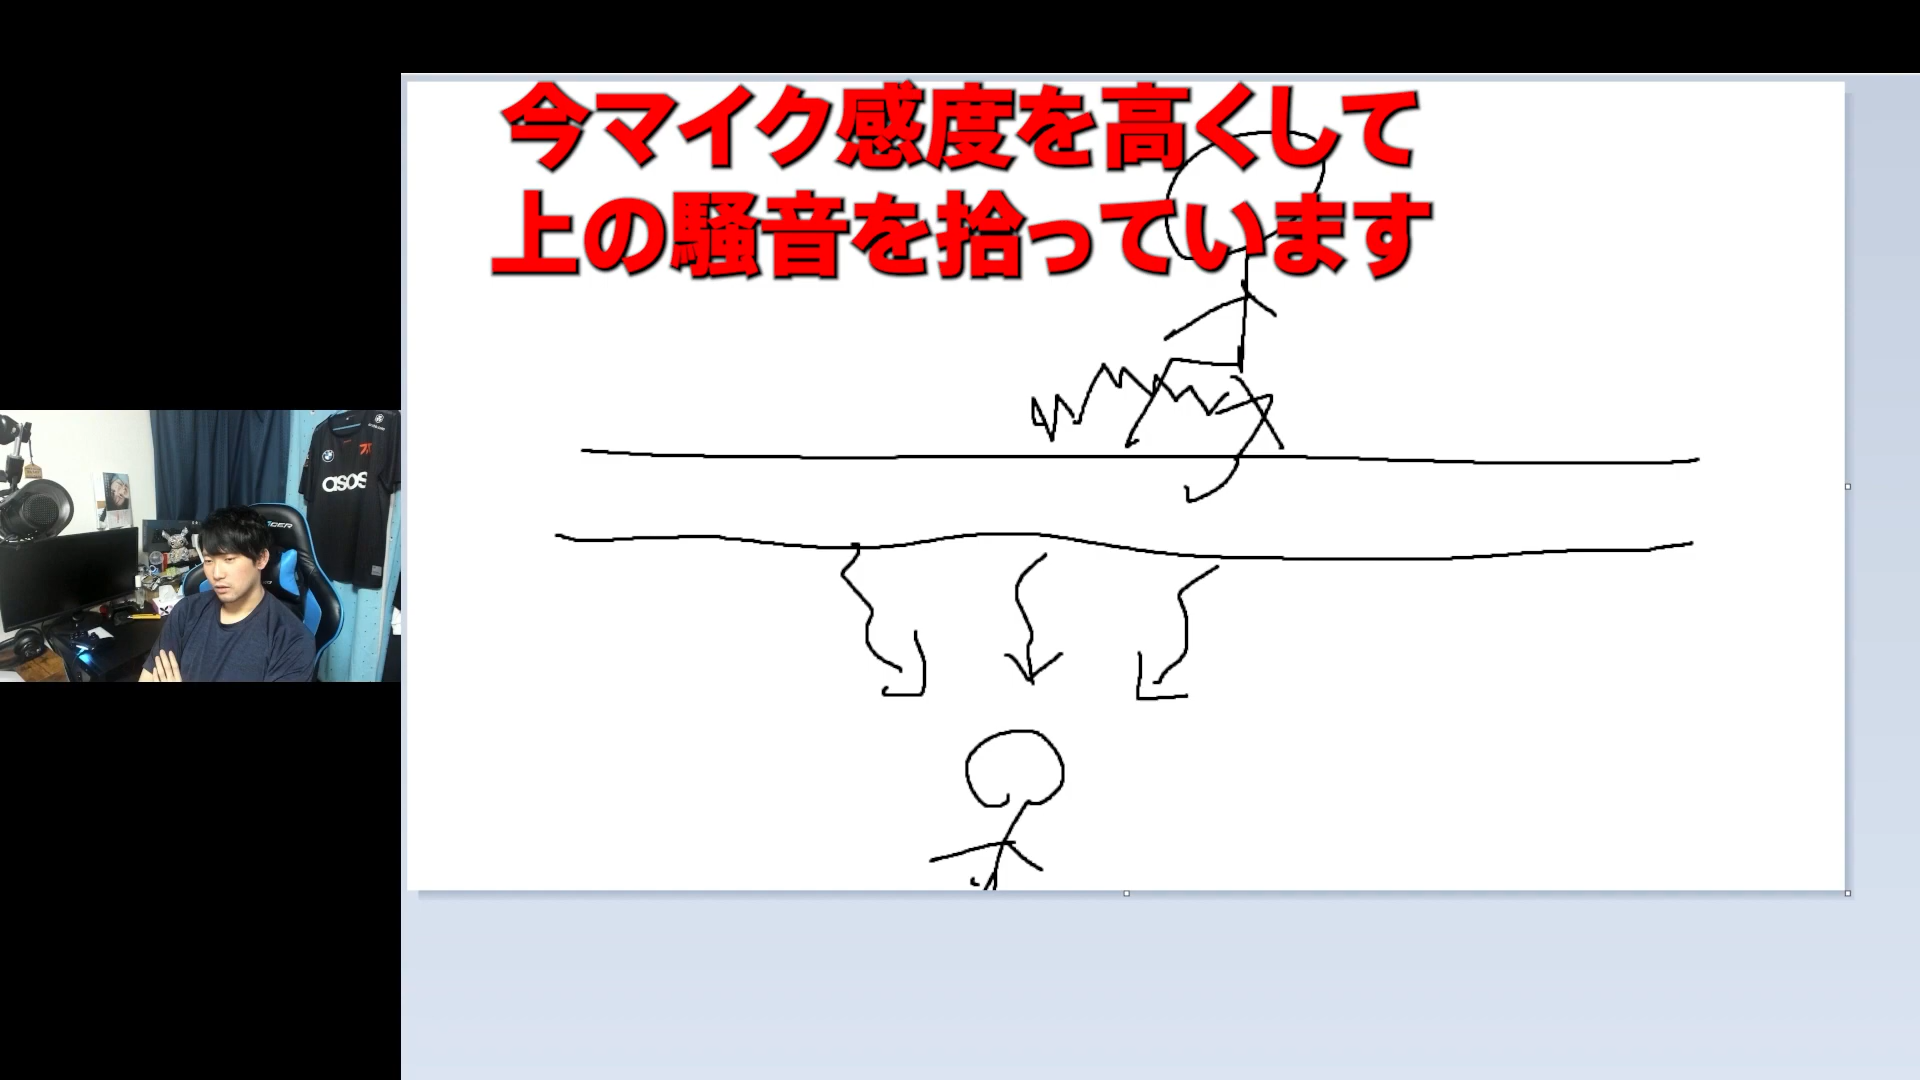 今マイク感度を高くして
上の騒音を拾っています
asos